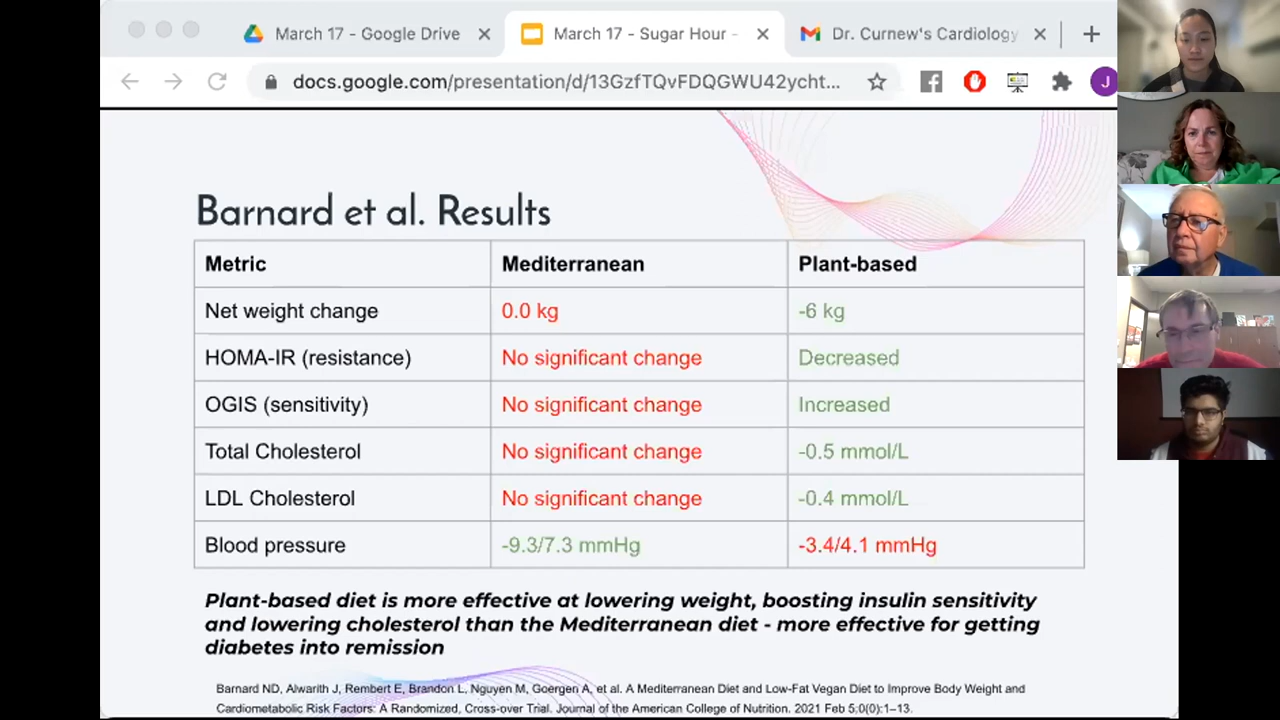 March 17 - Google Drive
March 17 - Sugar Hour -
Dr. Curnew's Cardiology
docs.google.com/presentation/d/13GzfTQvFDQGWU42ycht...
J
Barnard et al. Results
Metric Mediterranean Plant-based
Net weight change 0.0 kg -6 kg
HOMA-IR (resistance) No significant change Decreased
OGIS (sensitivity) No significant change Increased
Total Cholesterol No significant change -0.5 mmol/L
LDL Cholesterol No significant change -0.4 mmol/L
Blood pressure -9.3/7.3 mmHg -3.4/4.1 mmHg
Plant-based diet is more effective at lowering weight, boosting insulin sensitivity
and lowering cholesterol than the Mediterranean diet - more effective for getting
diabetes into remission
Barnard ND, Alwarith J, Rembert E, Brandon L, Nguyen M, Goergen A, et al. A Mediterranean Diet and Low-Fat Vegan Diet to Improve Body Weight and
Cardiometabolic Risk Factors: A Randomized, Cross-over Trial. Journal of the American College of Nutrition. 2021 Feb 5;0(0):1–13.